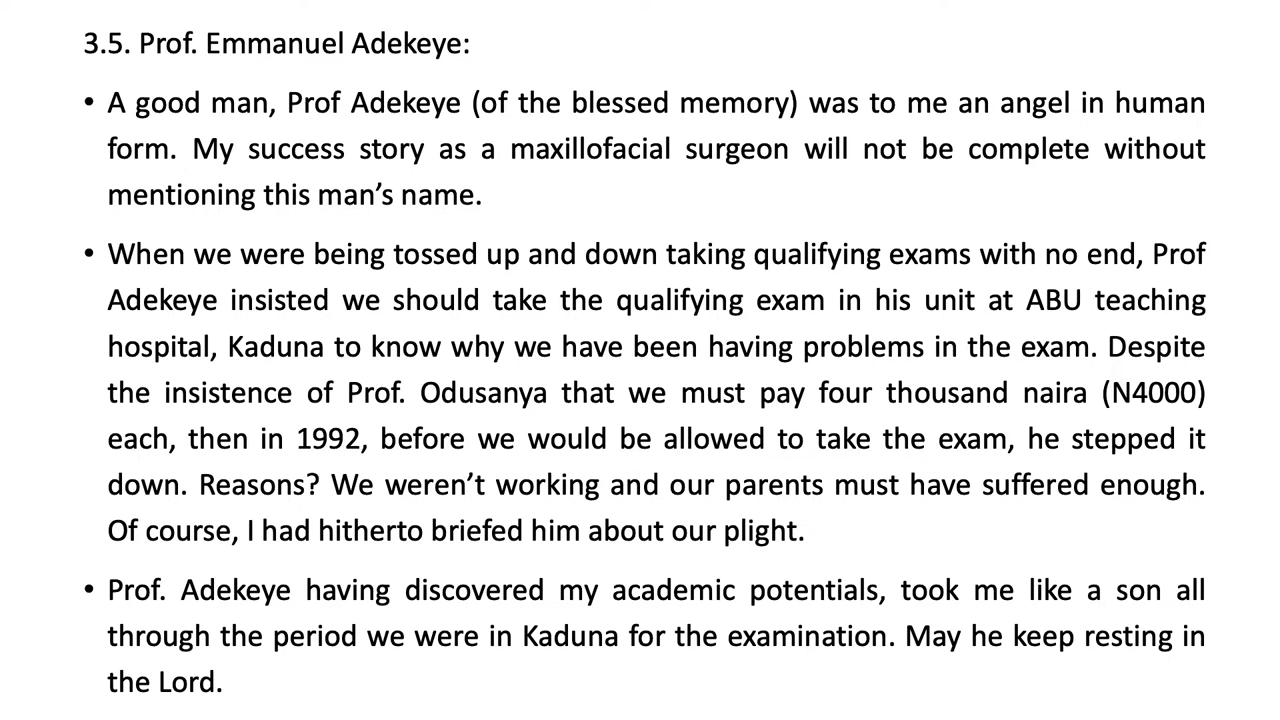 3.5. Prof. Emmanuel Adekeye:
• A good man, Prof Adekeye (of the blessed memory) was to me an angel in human
form. My success story as a maxillofacial surgeon will not be complete without
mentioning this man’s name.
• When we were being tossed up and down taking qualifying exams with no end, Prof
Adekeye insisted we should take the qualifying exam in his unit at ABU teaching
hospital, Kaduna to know why we have been having problems in the exam. Despite
the insistence of Prof. Odusanya that we must pay four thousand naira (N4000)
each, then in 1992, before we would be allowed to take the exam, he stepped it
down. Reasons? We weren’t working and our parents must have suffered enough.
Of course, I had hitherto briefed him about our plight.
• Prof. Adekeye having discovered my academic potentials, took me like a son all
through the period we were in Kaduna for the examination. May he keep resting in
the Lord.